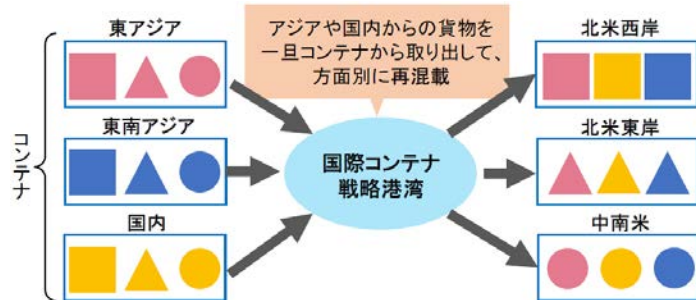 東アジア
アジアや国内からの貨物を
一旦コンテナから取り出して、
方面別に再混載
北米西岸
コンテナ
東南アジア
国際コンテナ
戦略港湾
北米東岸
国内
中南米